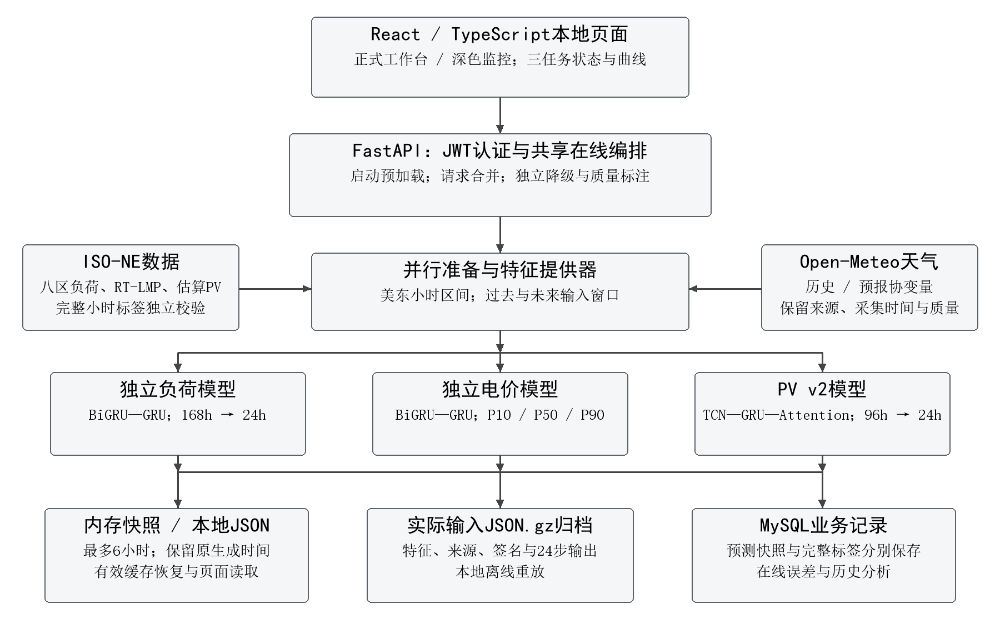 React / TypeScript本地页面
正式工作台 / 深色监控；三任务状态与曲线
FastAPI：JWT认证与共享在线编排
启动预加载；请求合并；独立降级与质量标注
ISO-NE数据
八区负荷、RT-LMP、估算PV
完整小时标签独立校验
并行准备与特征提供器
美东小时区间；过去与未来输入窗口
Open-Meteo天气
历史 / 预报协变量
保留来源、采集时间与质量
独立负荷模型
BiGRU—GRU；168h → 24h
独立电价模型
BiGRU—GRU；P10 / P50 / P90
PV v2模型
TCN—GRU—Attention；96h → 24h
内存快照 / 本地JSON
最多6小时；保留原生成时间
有效缓存恢复与页面读取
实际输入JSON.gz归档
特征、来源、签名与24步输出
本地离线重放
MySQL业务记录
预测快照与完整标签分别保存
在线误差与历史分析